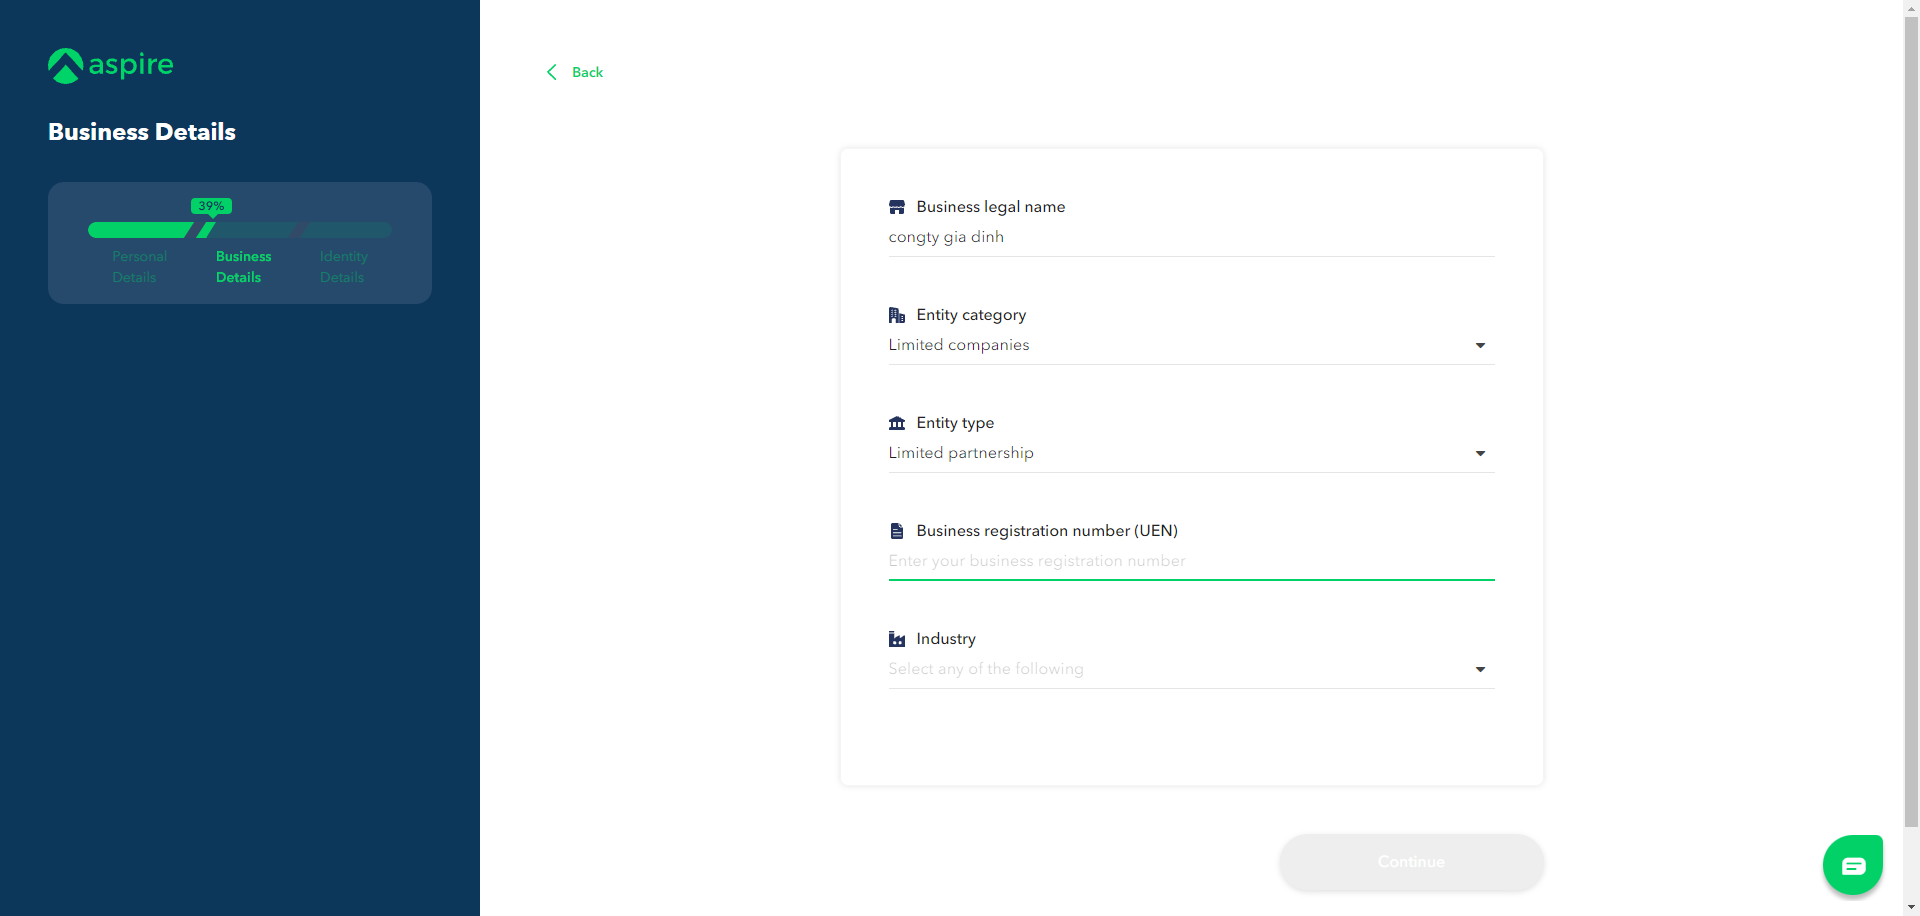 aspire
Business Details
39%
Personal Details
Business Details
Identity Details
Back
Business legal name
congty gia dinh
Entity category
Limited companies
Entity type
Limited partnership
Business registration number (UEN)
Enter your business registration number
Industry
Select any of the following
Continue